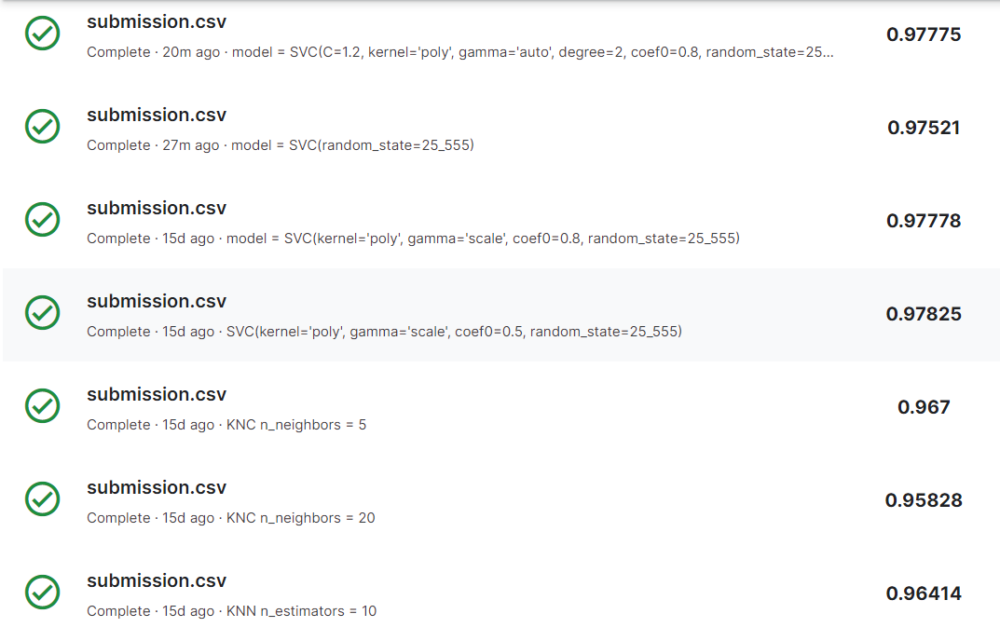 submission.csv
0.97775
Complete · 20m ago · model = SVC(C=1.2, kernel='poly', gamma='auto', degree=2, coef0=0.8, random_state=25...
submission.csv
0.97521
Complete · 27m ago · model = SVC(random_state=25_555)
submission.csv
0.97778
Complete · 15d ago · model = SVC(kernel='poly', gamma='scale', coef0=0.8, random_state=25_555)
submission.csv
0.97825
Complete · 15d ago · SVC(kernel='poly', gamma='scale', coef0=0.5, random_state=25_555)
submission.csv
0.967
Complete · 15d ago · KNC n_neighbors = 5
submission.csv
0.95828
Complete · 15d ago · KNC n_neighbors = 20
submission.csv
0.96414
Complete · 15d ago · KNN n_estimators = 10